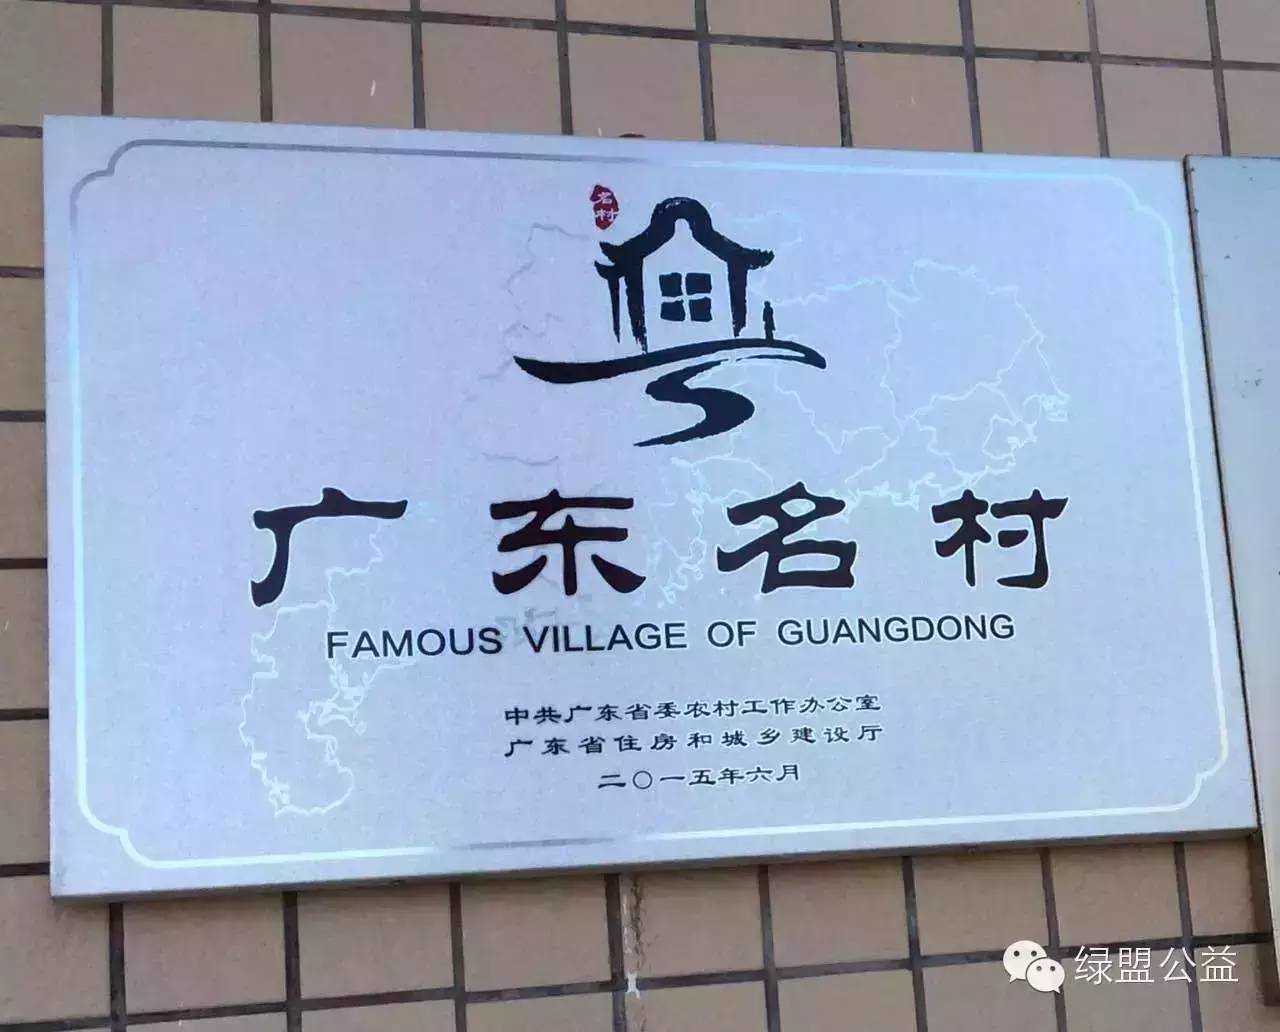 名村
广东名村
FAMOUS VILLAGE OF GUANGDONG
中共广东省委农村工作办公室
广东省住房和城乡建设厅
二〇一五年六月
绿盟公益